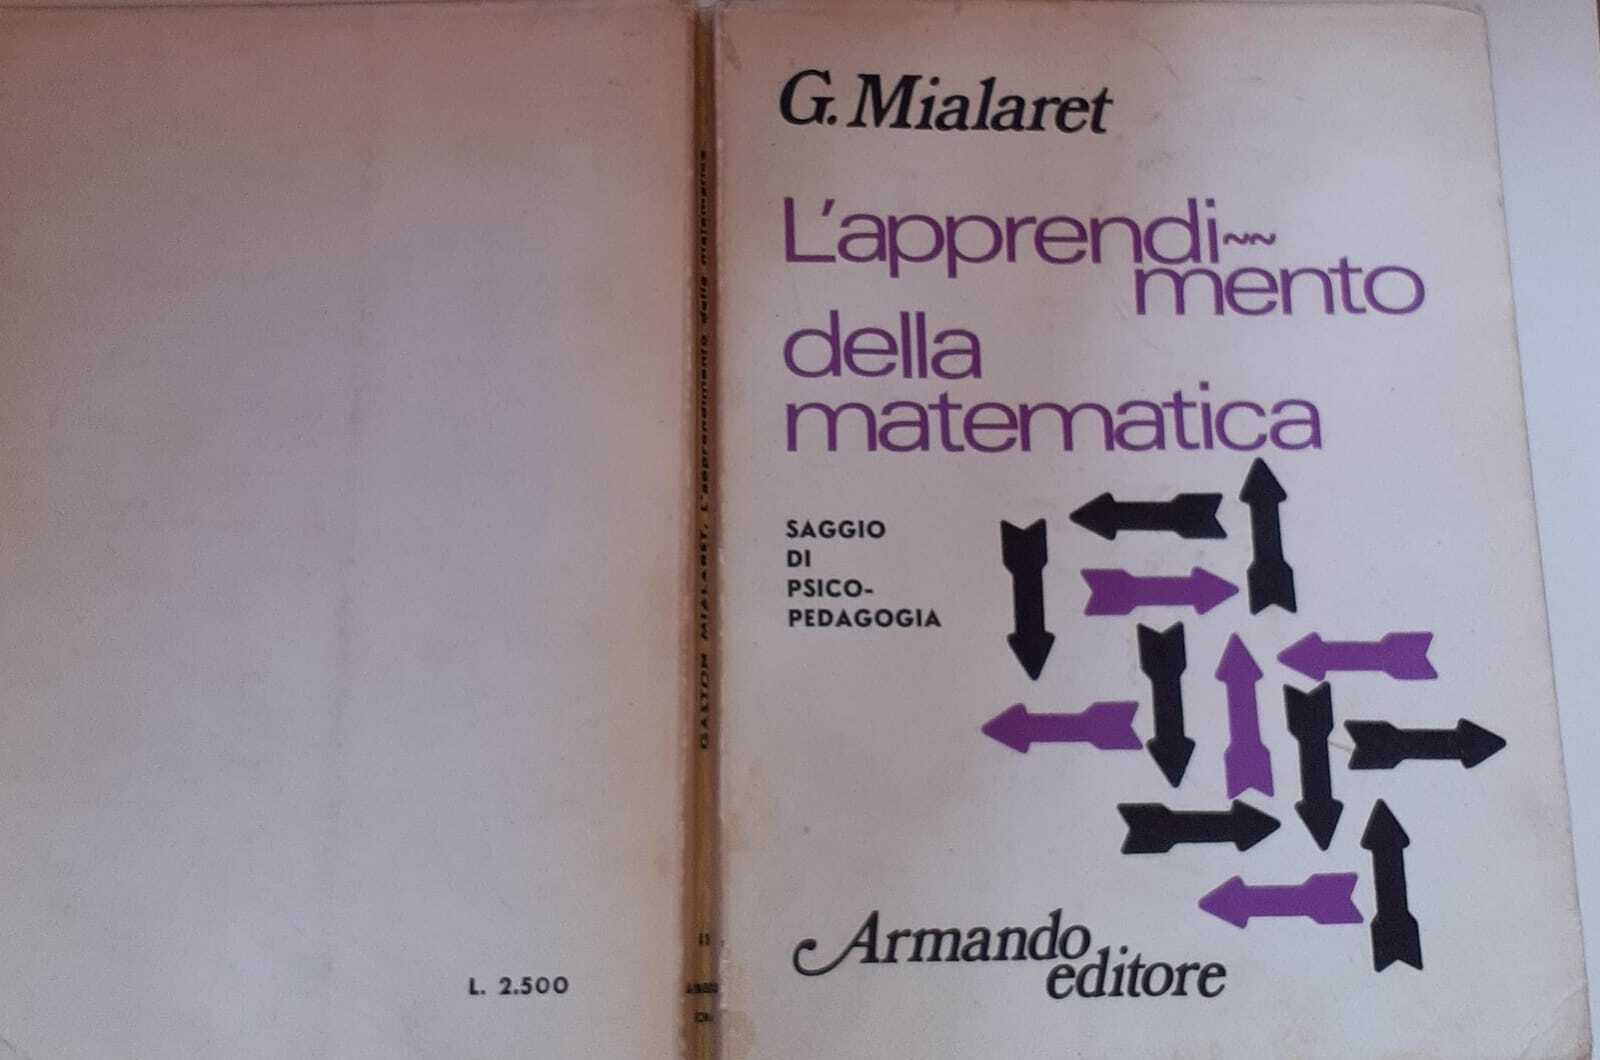 L. 2.500
GASTON MIALARET, L'apprendimento della matematica
G. Mialaret
L'apprendi~~
mento
della
matematica
SAGGIO
DI
PSICO-
PEDAGOGIA
Armando
editore